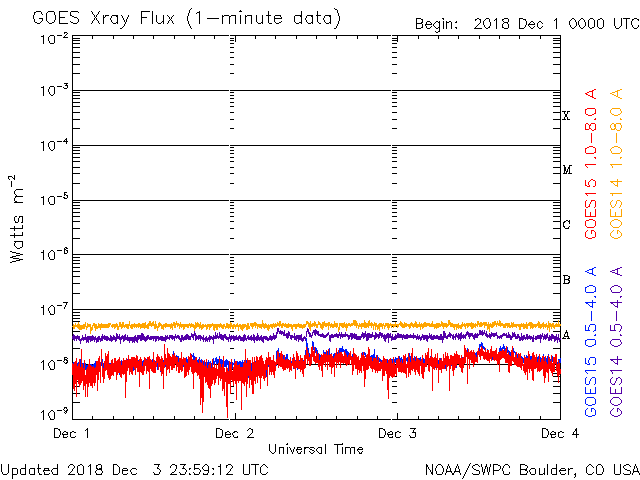 GOES Xray Flux (1-minute data)
Begin: 2018 Dec 1 0000 UTC
10⁻²
10⁻³
10⁻⁴
10⁻⁵
10⁻⁶
10⁻⁷
10⁻⁸
10⁻⁹
Watts m⁻²
X
M
C
B
A
GOES15 1.0-8.0 A
GOES14 1.0-8.0 A
GOES15 0.5-4.0 A
GOES14 0.5-4.0 A
Dec 1 Dec 2 Dec 3 Dec 4
Universal Time
Updated 2018 Dec 3 23:59:12 UTC
NOAA/SWPC Boulder, CO USA